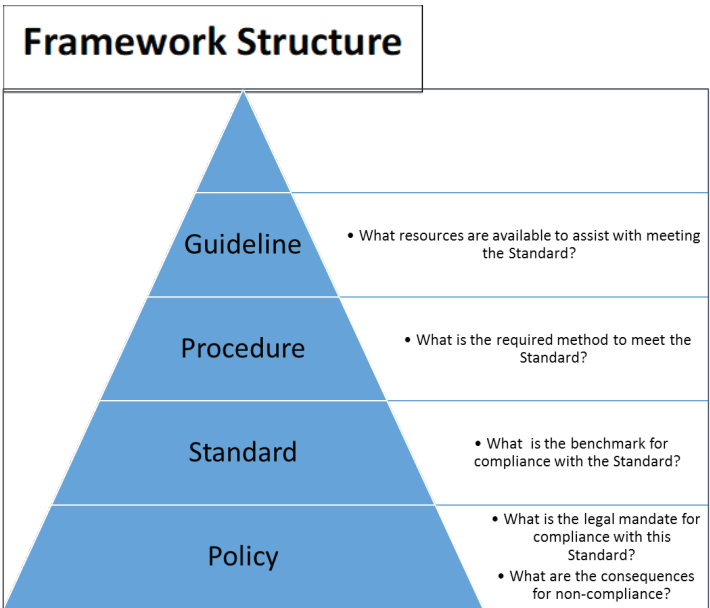 Framework Structure
Guideline
• What resources are available to assist with meeting
the Standard?
Procedure
• What is the required method to meet the
Standard?
Standard
• What  is the benchmark for
compliance with the Standard?
Policy
• What is the legal mandate for
compliance with this
Standard?
• What are the consequences
for non-compliance?